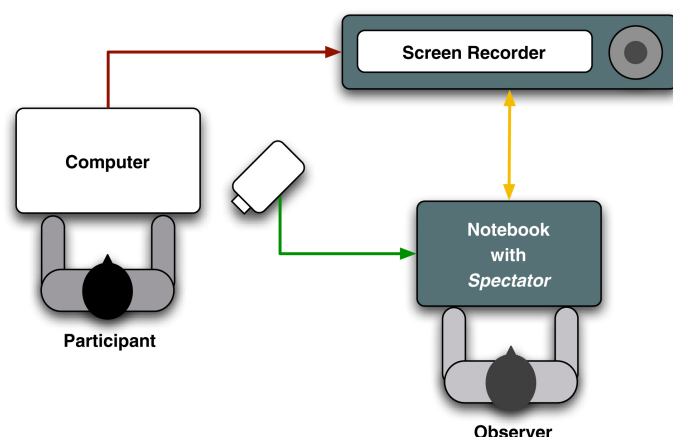 Screen Recorder
Computer
Notebook
with
Spectator
Participant
Observer